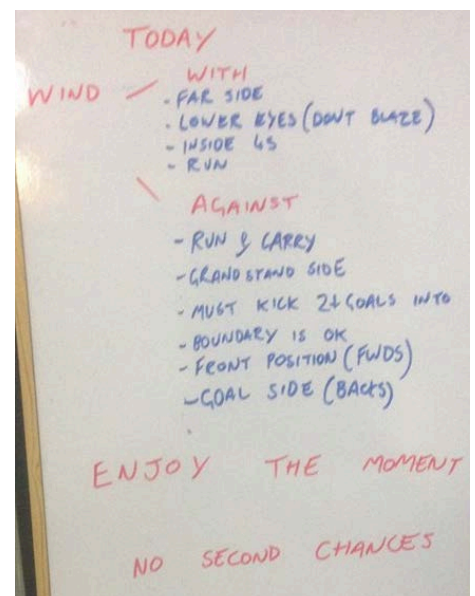 TODAY
WIND - WITH
- FAR SIDE
- LOWER EYES (DONT BLAZE)
- INSIDE 45
- RUN
\ AGAINST
- RUN & CARRY
- GRANDSTAND SIDE
- MUST KICK 2+ GOALS INTO
- BOUNDARY IS OK
- FRONT POSITION (FWDS)
- GOAL SIDE (BACKS)
ENJOY THE MOMENT
NO SECOND CHANCES